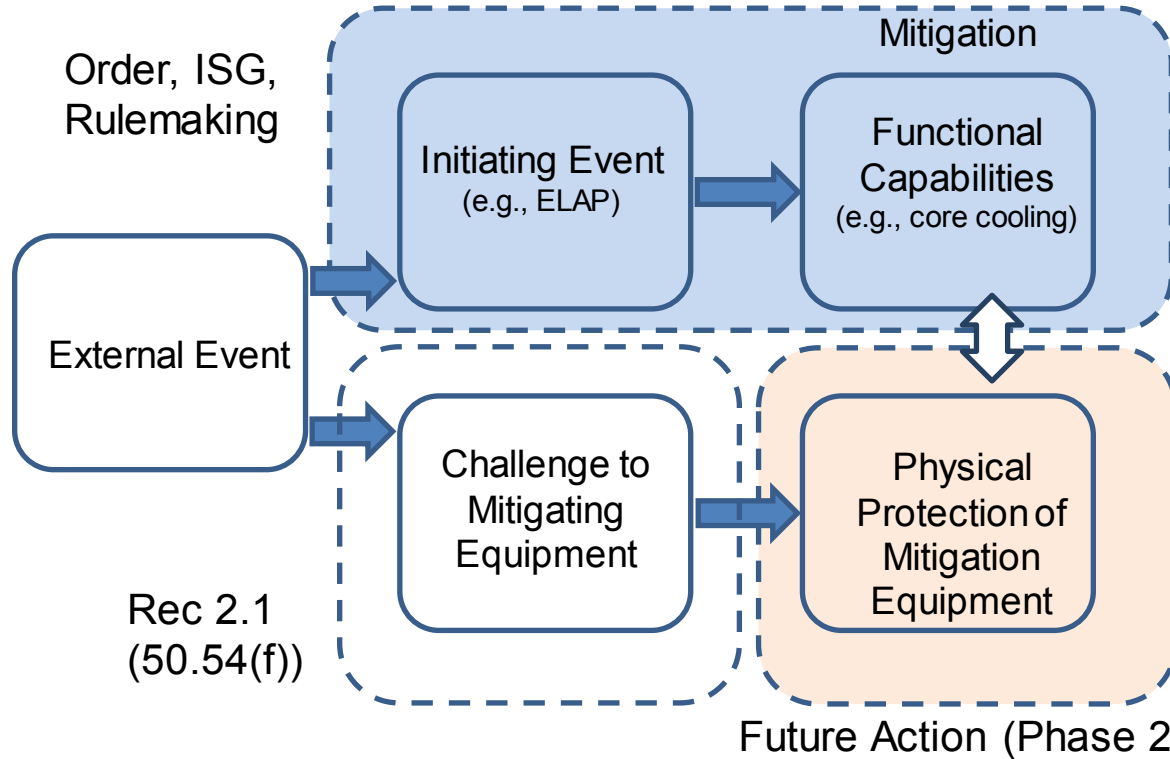 Mitigation
Order, ISG,
Rulemaking
Initiating Event
(e.g., ELAP)
Functional
Capabilities
(e.g., core cooling)
External Event
Challenge to
Mitigating
Equipment
Physical
Protection of
Mitigation
Equipment
Rec 2.1
(50.54(f))
Future Action (Phase 2